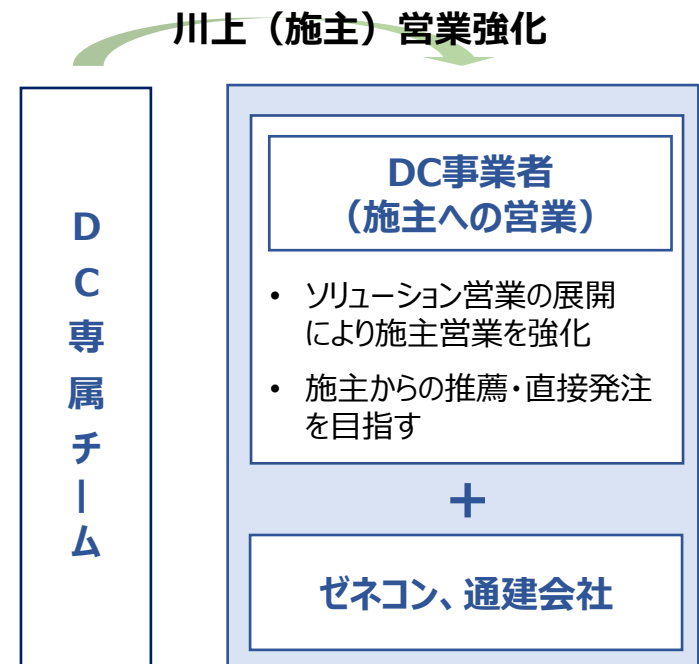 川上（施主）営業強化
DC専属チーム
DC事業者
（施主への営業）
• ソリューション営業の展開
により施主営業を強化
• 施主からの推薦・直接発注
を目指す
＋
ゼネコン、通建会社